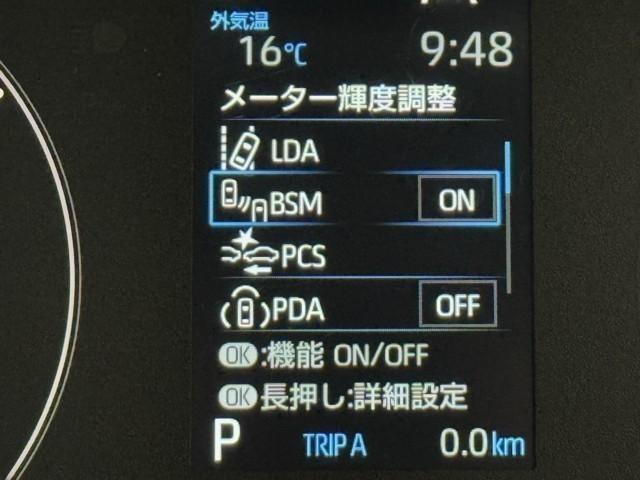 外気温
16℃ 9:48
メーター輝度調整
LDA
BSM ON
PCS
PDA OFF
OK:機能 ON/OFF
OK長押し:詳細設定
P TRIP A 0.0km